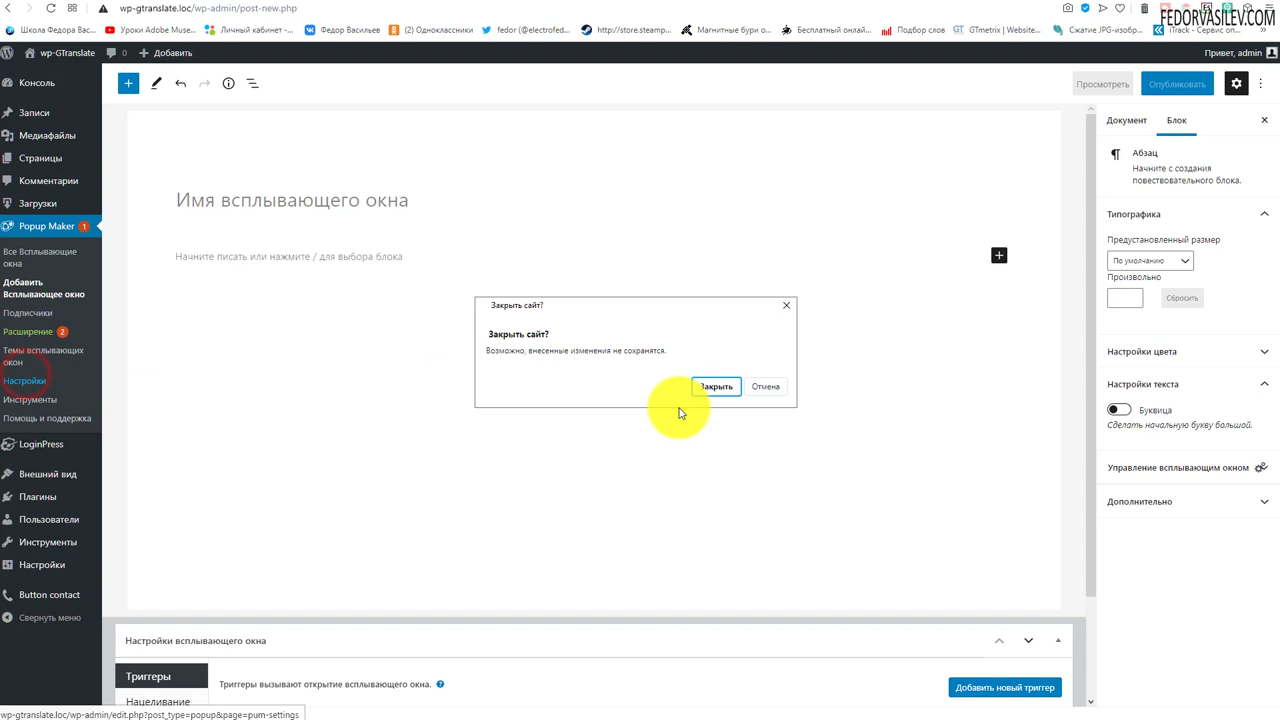 wp-gtranslate.loc/wp-admin/post-new.php
FEDORVASILEV.COM
Школа Федора Вас...
Уроки Adobe Muse...
Личный кабинет -...
Федор Васильев
(2) Одноклассники
fedor (@electrofed...
http://store.steamp...
Магнитные бури о...
Бесплатный онлай...
Подбор слов
GTmetrix | Website...
Сжатие JPG-изобр...
iTrack - Сервис оп...
wp-GTranslate
0
Добавить
Привет, admin
Консоль
Записи
Медиафайлы
Страницы
Комментарии
Загрузки
Popup Maker 1
Все Всплывающие
окна
Добавить
Всплывающее окно
Подписчики
Расширение 2
Темы всплывающих
окон
Настройки
Инструменты
Помощь и поддержка
LoginPress
Внешний вид
Плагины
Пользователи
Инструменты
Настройки
Button contact
Свернуть меню
Просмотреть
Опубликовать
Имя всплывающего окна
Начните писать или нажмите / для выбора блока
Закрыть сайт?
Закрыть сайт?
Возможно, внесенные изменения не сохранятся.
Закрыть
Отмена
Документ
Блок
Абзац
Начните с создания
повествовательного блока.
Типографика
Предустановленный размер
По умолчанию
Произвольно
Сбросить
Настройки цвета
Настройки текста
Буквица
Сделать начальную букву большой.
Управление всплывающим окном
Дополнительно
Настройки всплывающего окна
Триггеры
Триггеры вызывают открытие всплывающего окна.
Добавить новый триггер
Нацеливание
wp-gtranslate.loc/wp-admin/edit.php?post_type=popup&page=pum-settings